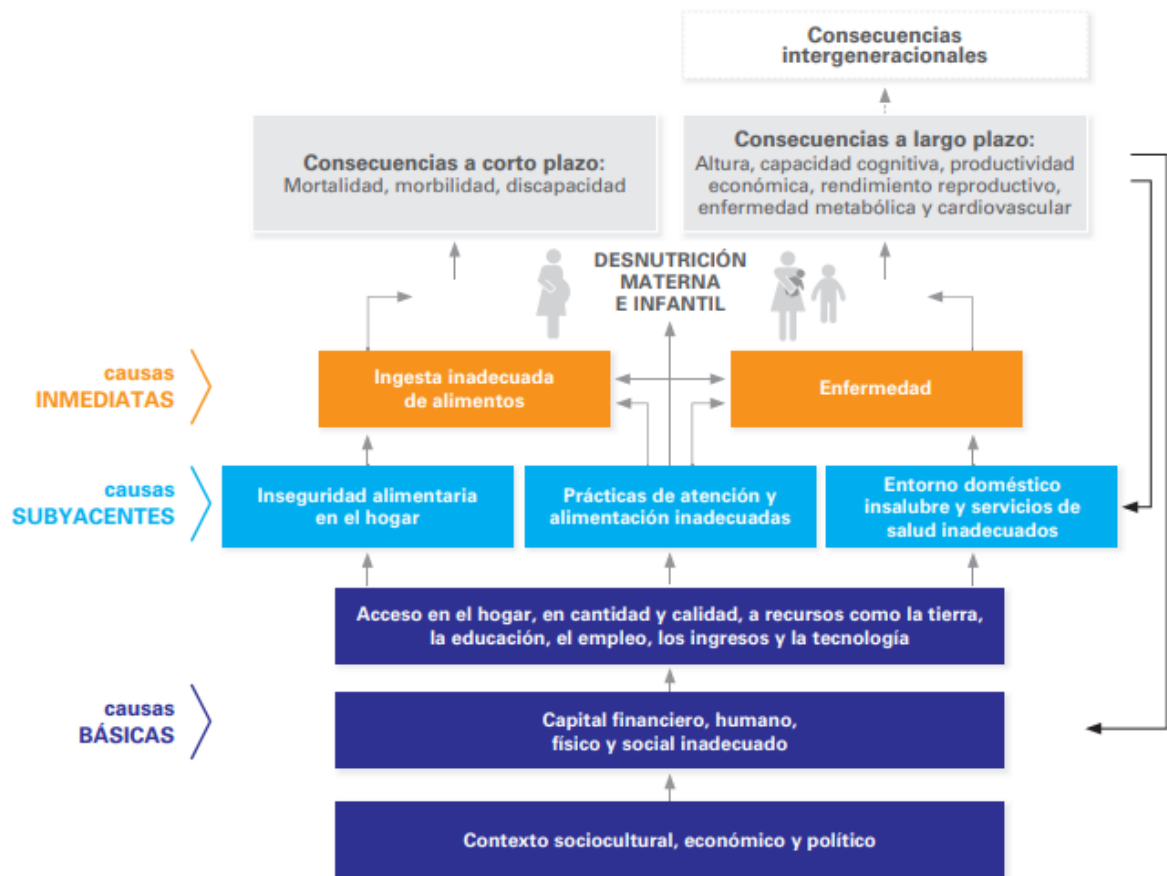 Consecuencias
intergeneracionales
Consecuencias a corto plazo:
Mortalidad, morbilidad, discapacidad
Consecuencias a largo plazo:
Altura, capacidad cognitiva, productividad
económica, rendimiento reproductivo,
enfermedad metabólica y cardiovascular
DESNUTRICIÓN
MATERNA
E INFANTIL
causas
INMEDIATAS
Ingesta inadecuada
de alimentos
Enfermedad
causas
SUBYACENTES
Inseguridad alimentaria
en el hogar
Prácticas de atención y
alimentación inadecuadas
Entorno doméstico
insalubre y servicios de
salud inadecuados
Acceso en el hogar, en cantidad y calidad, a recursos como la tierra,
la educación, el empleo, los ingresos y la tecnología
causas
BÁSICAS
Capital financiero, humano,
físico y social inadecuado
Contexto sociocultural, económico y político